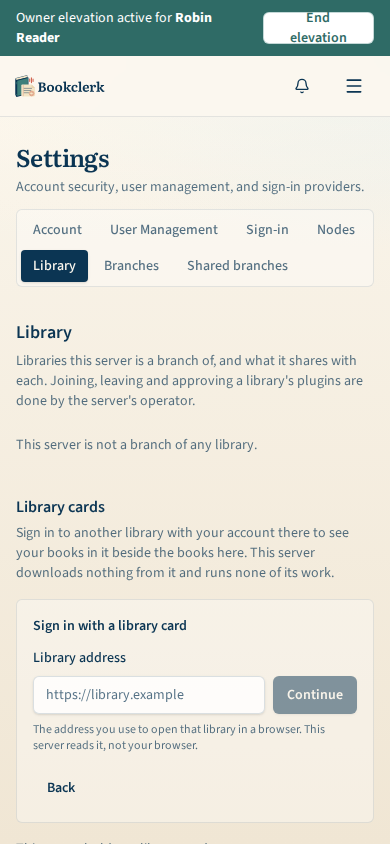 Owner elevation active for Robin
Reader
End
elevation
Bookclerk
Settings
Account security, user management, and sign-in providers.
Account
User Management
Sign-in
Nodes
Library
Branches
Shared branches
Library
Libraries this server is a branch of, and what it shares with
each. Joining, leaving and approving a library's plugins are
done by the server's operator.
This server is not a branch of any library.
Library cards
Sign in to another library with your account there to see
your books in it beside the books here. This server
downloads nothing from it and runs none of its work.
Sign in with a library card
Library address
https://library.example
Continue
The address you use to open that library in a browser. This
server reads it, not your browser.
Back